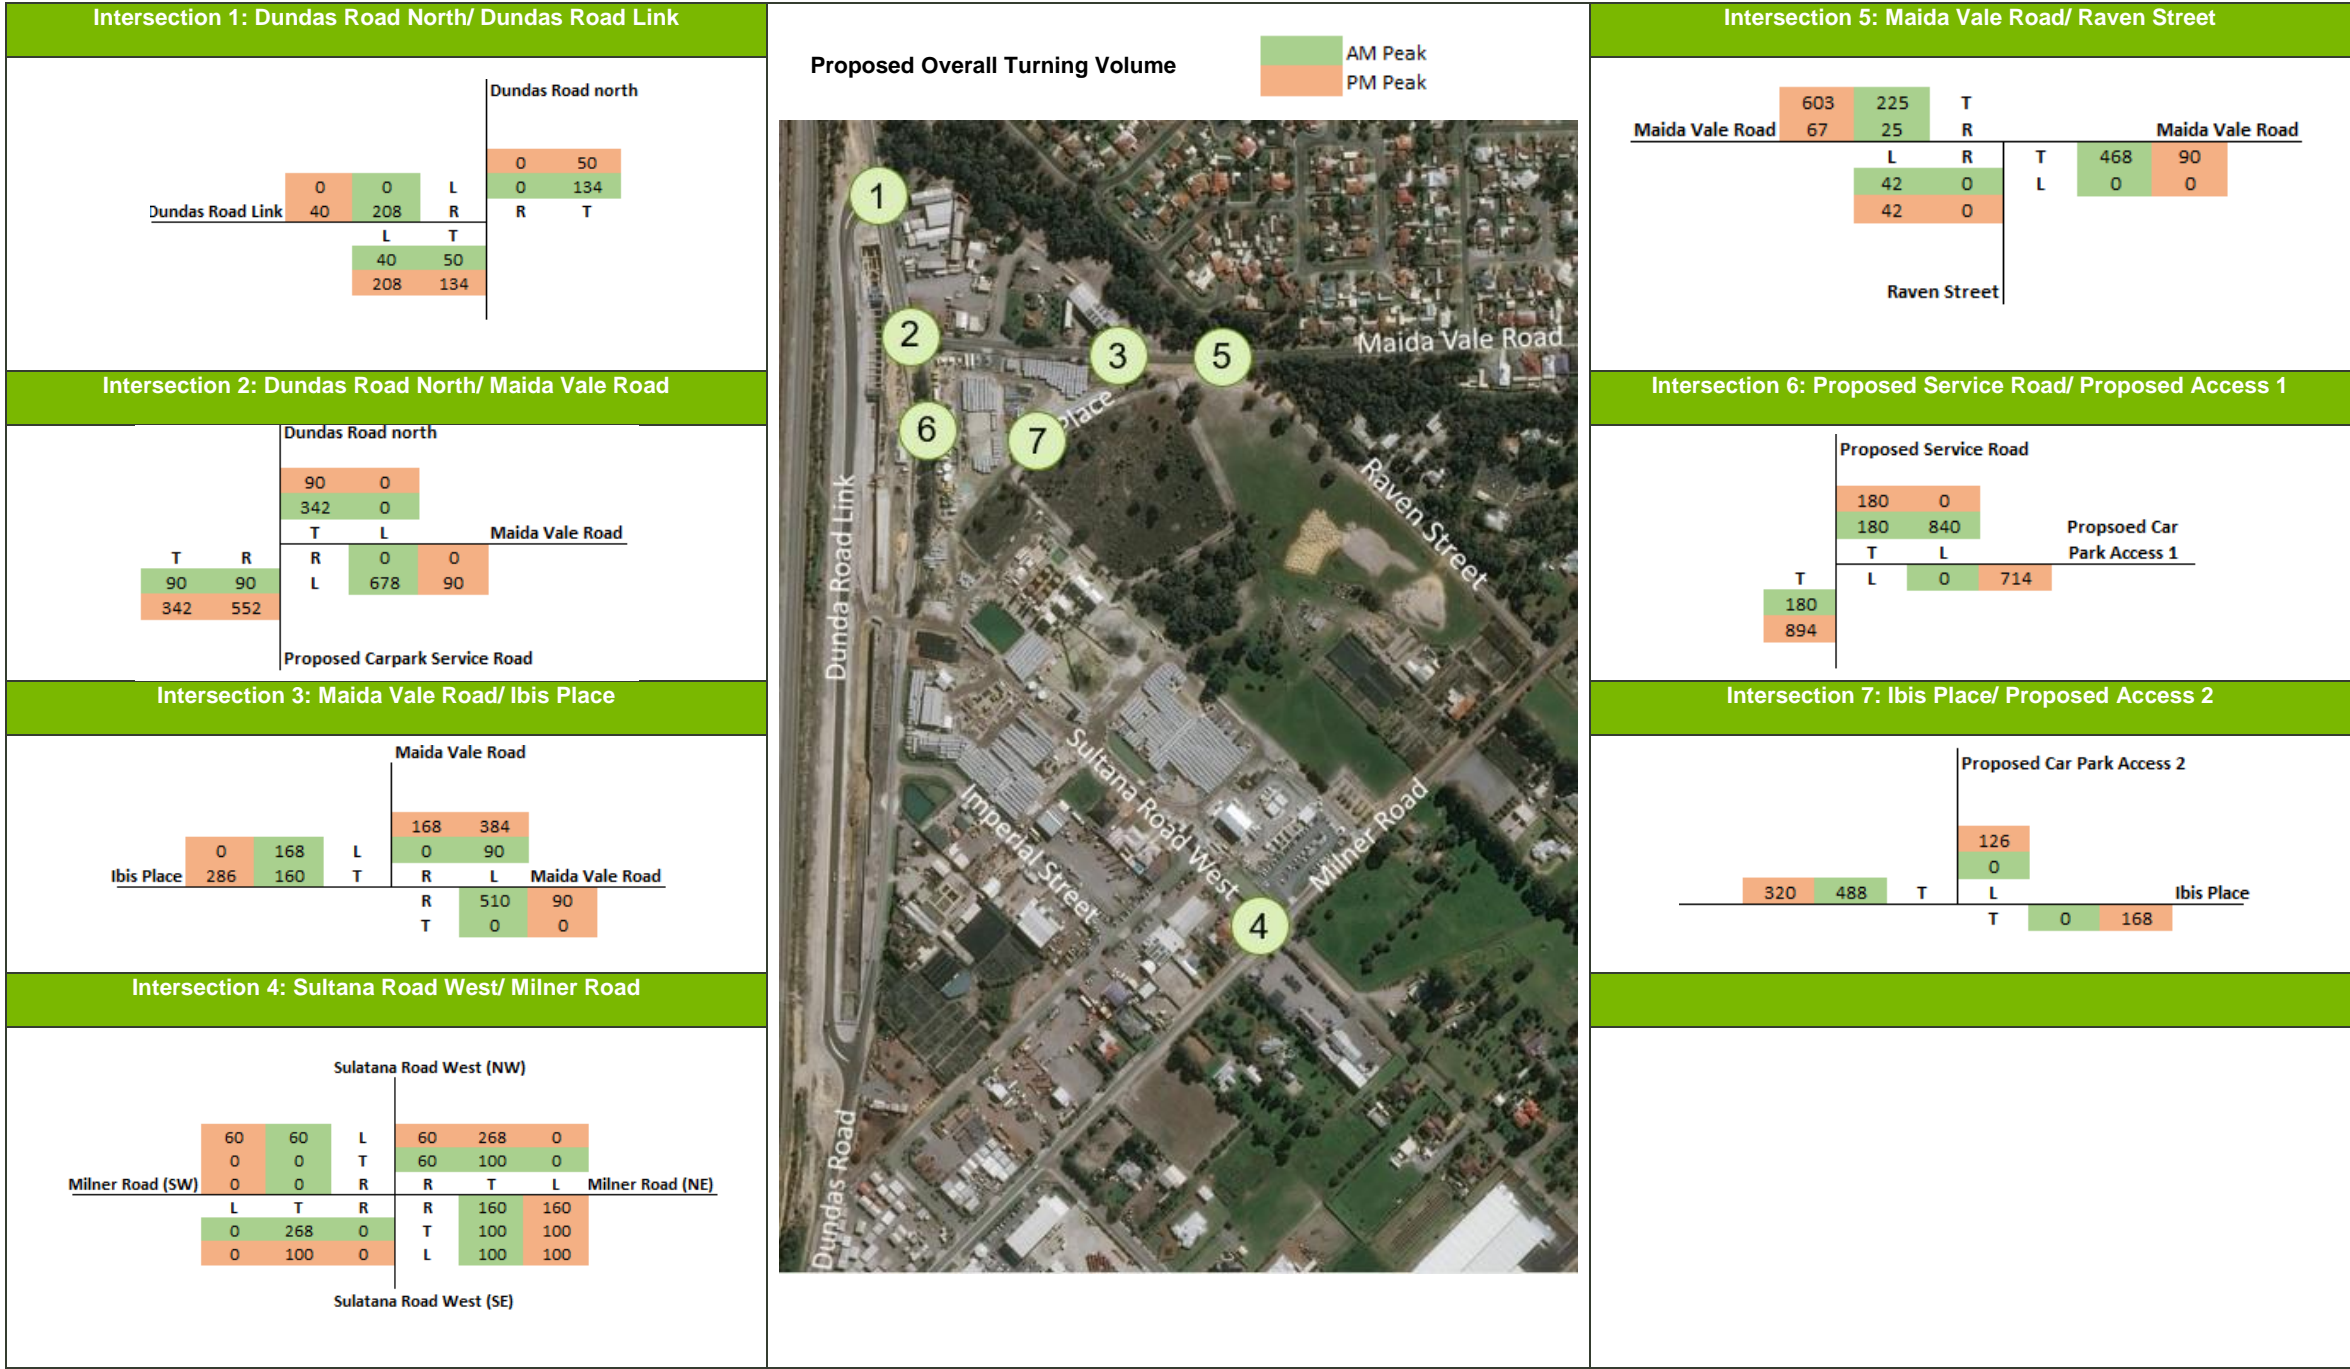 Intersection 1: Dundas Road North/ Dundas Road Link
Dundas Road north
0 50
0 0 L 0 134
Dundas Road Link 40 208 R R T
L T
40 50
208 134
Intersection 2: Dundas Road North/ Maida Vale Road
Dundas Road north
90 0
342 0
T L Maida Vale Road
T R R 0 0
90 90 L 678 90
342 552
Proposed Carpark Service Road
Intersection 3: Maida Vale Road/ Ibis Place
Maida Vale Road
168 384
0 168 L 0 90
Ibis Place 286 160 T R L Maida Vale Road
R 510 90
T 0 0
Intersection 4: Sultana Road West/ Milner Road
Sulatana Road West (NW)
60 60 L 60 268 0
0 0 T 60 100 0
Milner Road (SW) 0 0 R R T L Milner Road (NE)
L T R R 160 160
0 268 0 T 100 100
0 100 0 L 100 100
Sulatana Road West (SE)
Proposed Overall Turning Volume
AM Peak
PM Peak
1
2
3
5
Maida Vale Road
6
7
Place
Raven Street
Dunda Road Link
Sultana Road West
Imperial Street
Milner Road
4
Dundas Road
Intersection 5: Maida Vale Road/ Raven Street
603 225 T
Maida Vale Road 67 25 R Maida Vale Road
L R T 468 90
42 0 L 0 0
42 0
Raven Street
Intersection 6: Proposed Service Road/ Proposed Access 1
Proposed Service Road
180 0
180 840 Propsoed Car
T L Park Access 1
T L 0 714
180
894
Intersection 7: Ibis Place/ Proposed Access 2
Proposed Car Park Access 2
126
0
320 488 T L Ibis Place
T 0 168